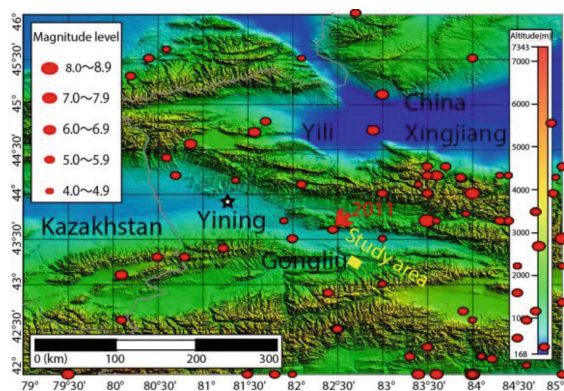 46°
45°30
45°
44°30
44°
43°30
43°
42°30
42°
Magnitude level
8.0～8.9
7.0～7.9
6.0～6.9
5.0～5.9
4.0～4.9
Altitude(m)
7343
7000
6000
5000
4000
3000
2000
168
China
Yili Xingjiang
2011
Yining
Kazakhstan
Study area
Gongliu
0 (km) 100 200 300
79° 79°30' 80° 80.30' 81° 81°30' 82° 82°30' 83° 83°30' 84° 84°30' 85°